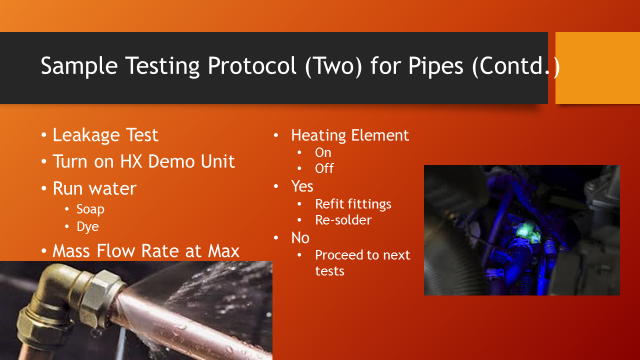 Sample Testing Protocol (Two) for Pipes (Contd.)
• Leakage Test
• Turn on HX Demo Unit
• Run water
• Soap
• Dye
• Mass Flow Rate at Max
• Heating Element
• On
• Off
• Yes
• Refit fittings
• Re-solder
• No
• Proceed to next
tests